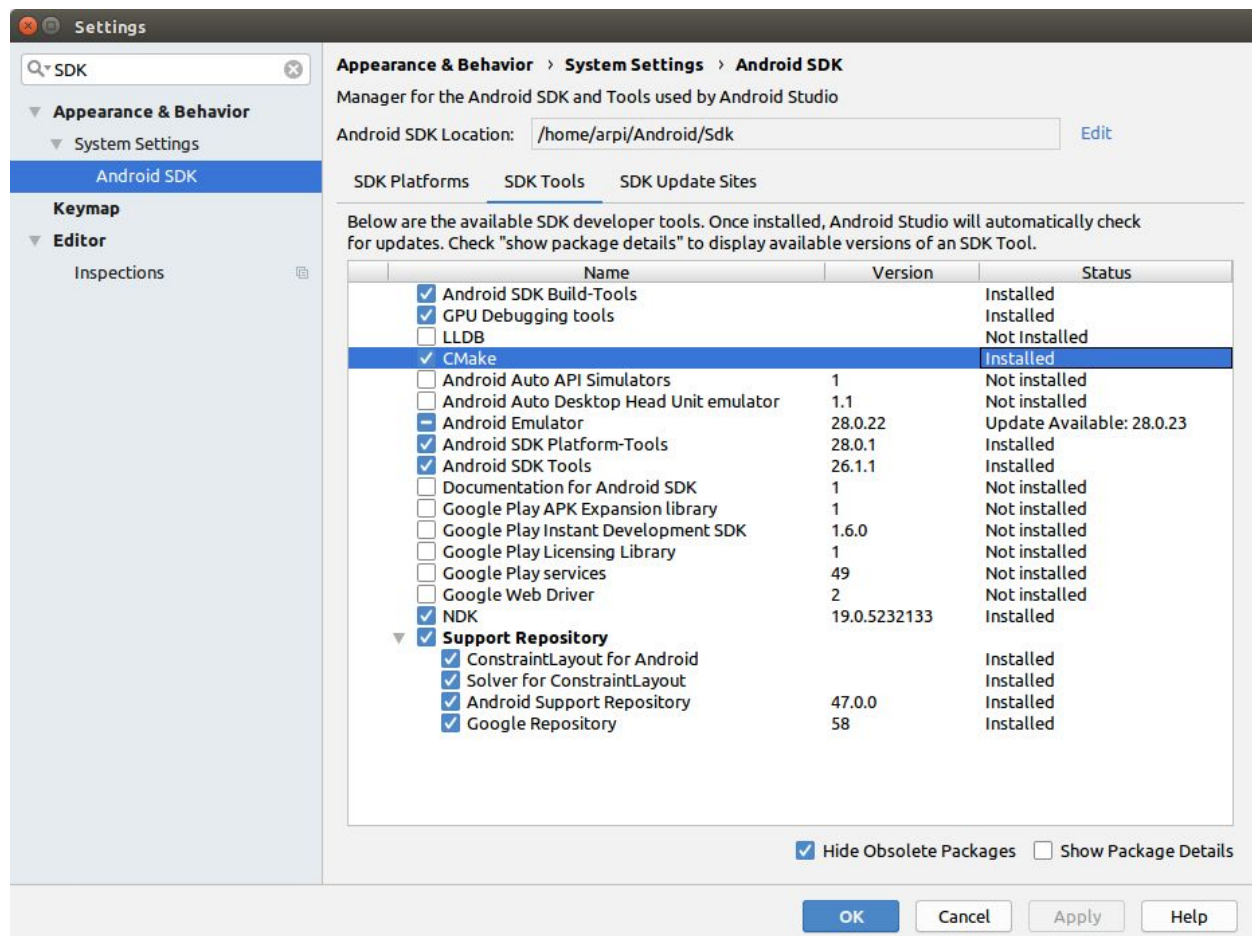 Settings
SDK
Appearance & Behavior
System Settings
Android SDK
Keymap
Editor
Inspections
Appearance & Behavior › System Settings › Android SDK
Manager for the Android SDK and Tools used by Android Studio
Android SDK Location: /home/arpi/Android/Sdk Edit
SDK Platforms SDK Tools SDK Update Sites
Below are the available SDK developer tools. Once installed, Android Studio will automatically check
for updates. Check "show package details" to display available versions of an SDK Tool.
Name Version Status
Android SDK Build-Tools Installed
GPU Debugging tools Installed
LLDB Not Installed
CMake Installed
Android Auto API Simulators 1 Not installed
Android Auto Desktop Head Unit emulator 1.1 Not installed
Android Emulator 28.0.22 Update Available: 28.0.23
Android SDK Platform-Tools 28.0.1 Installed
Android SDK Tools 26.1.1 Installed
Documentation for Android SDK 1 Not installed
Google Play APK Expansion library 1 Not installed
Google Play Instant Development SDK 1.6.0 Not installed
Google Play Licensing Library 1 Not installed
Google Play services 49 Not installed
Google Web Driver 2 Not installed
NDK 19.0.5232133 Installed
Support Repository
ConstraintLayout for Android Installed
Solver for ConstraintLayout Installed
Android Support Repository 47.0.0 Installed
Google Repository 58 Installed
Hide Obsolete Packages Show Package Details
OK Cancel Apply Help